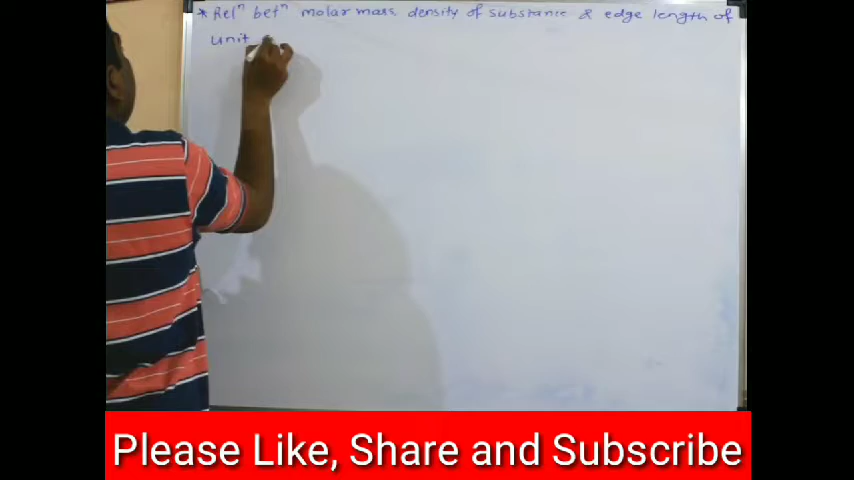 * Relⁿ betⁿ molar mass density of substance & edge length of
unit
Please Like, Share and Subscribe